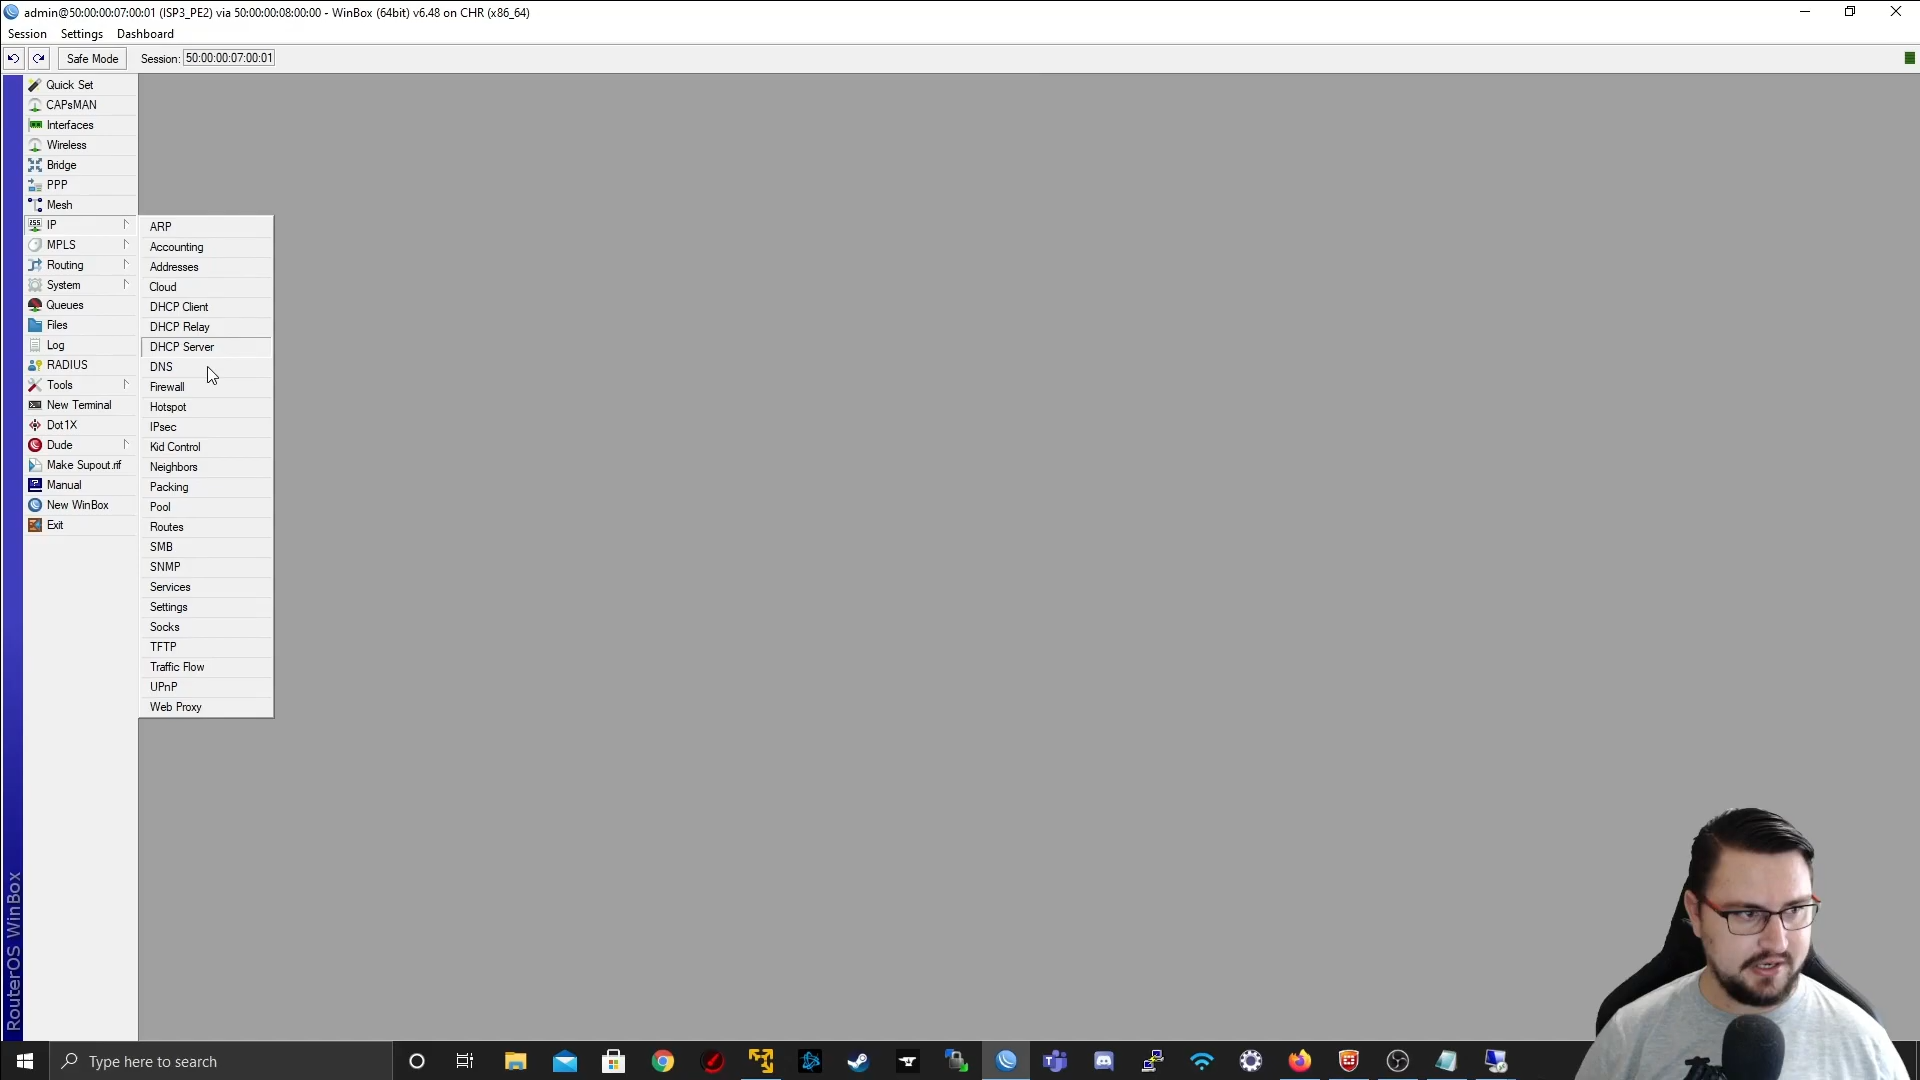 admin@50:00:00:07:00:01 (ISP3_PE2) via 50:00:00:08:00:00 - WinBox (64bit) v6.48 on CHR (x86_64)
Session Settings Dashboard
Safe Mode Session: 50:00:00:07:00:01
Quick Set
CAPsMAN
Interfaces
Wireless
Bridge
PPP
Mesh
IP
MPLS
Routing
System
Queues
Files
Log
RADIUS
Tools
New Terminal
Dot1X
Dude
Make Supout.rif
Manual
New WinBox
Exit
ARP
Accounting
Addresses
Cloud
DHCP Client
DHCP Relay
DHCP Server
DNS
Firewall
Hotspot
IPsec
Kid Control
Neighbors
Packing
Pool
Routes
SMB
SNMP
Services
Settings
Socks
TFTP
Traffic Flow
UPnP
Web Proxy
RouterOS WinBox
Type here to search